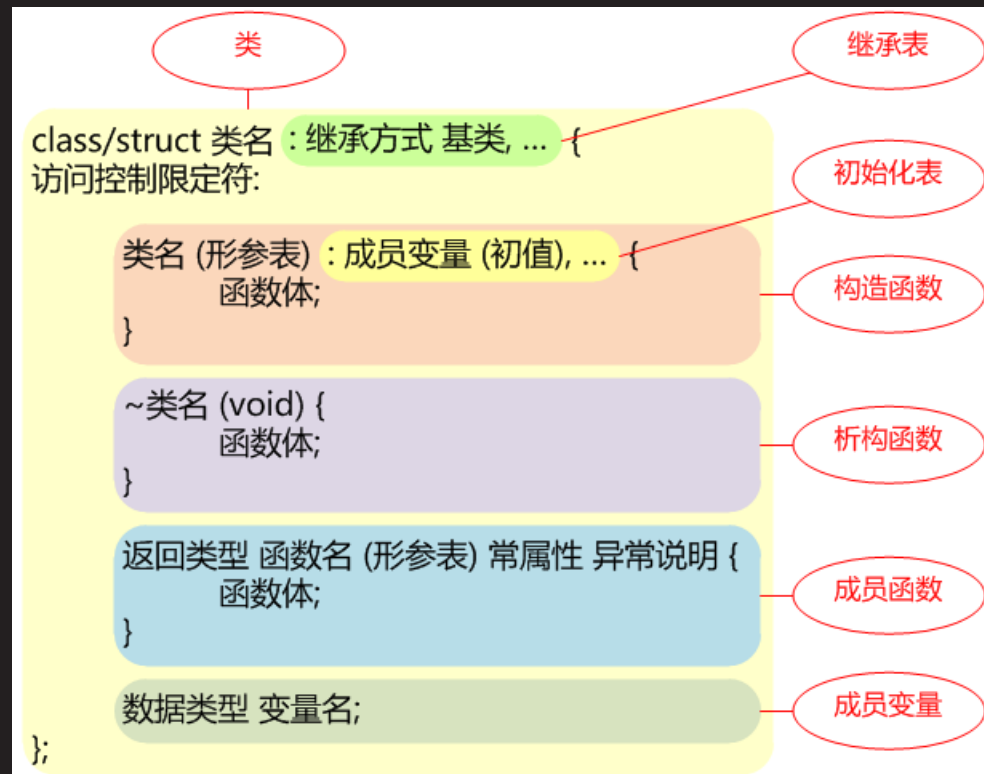 类
继承表
class/struct 类名 : 继承方式 基类, ... {
访问控制限定符:
初始化表
类名 (形参表) : 成员变量 (初值), ... {
函数体;
}
构造函数
~类名 (void) {
函数体;
}
析构函数
返回类型 函数名 (形参表) 常属性 异常说明 {
函数体;
}
成员函数
数据类型 变量名;
成员变量
};